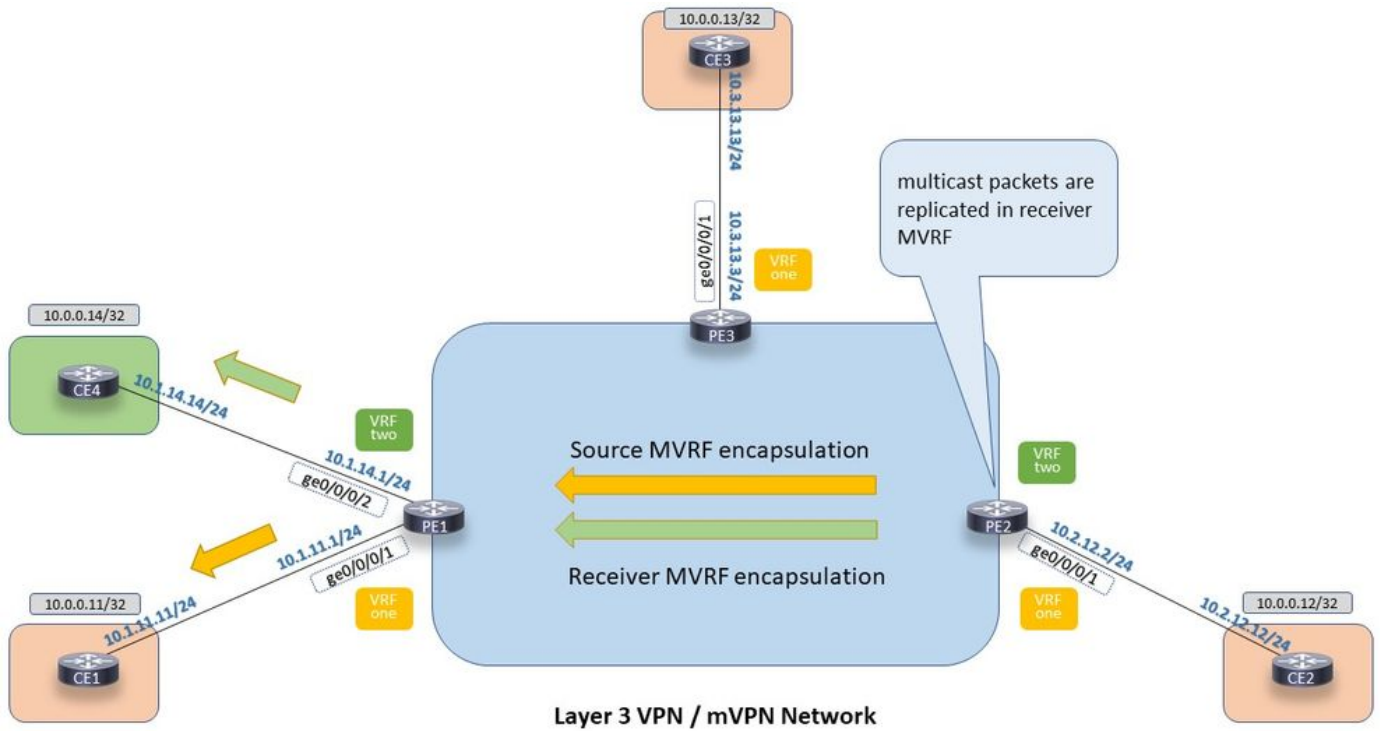 10.0.0.13/32
CE3
10.3.13.13/24
10.3.13.3/24
ge0/0/0/1
VRF
one
PE3
multicast packets are
replicated in receiver
MVRF
10.0.0.14/32
CE4
10.1.14.14/24
10.1.14.1/24
ge0/0/0/2
VRF
two
Source MVRF encapsulation
Receiver MVRF encapsulation
PE1
10.1.11.1/24
ge0/0/0/1
VRF
one
10.0.0.11/32
10.1.11.11/24
CE1
VRF
two
PE2
10.2.12.2/24
ge0/0/0/1
VRF
one
10.0.0.12/32
10.2.12.12/24
CE2
Layer 3 VPN / mVPN Network